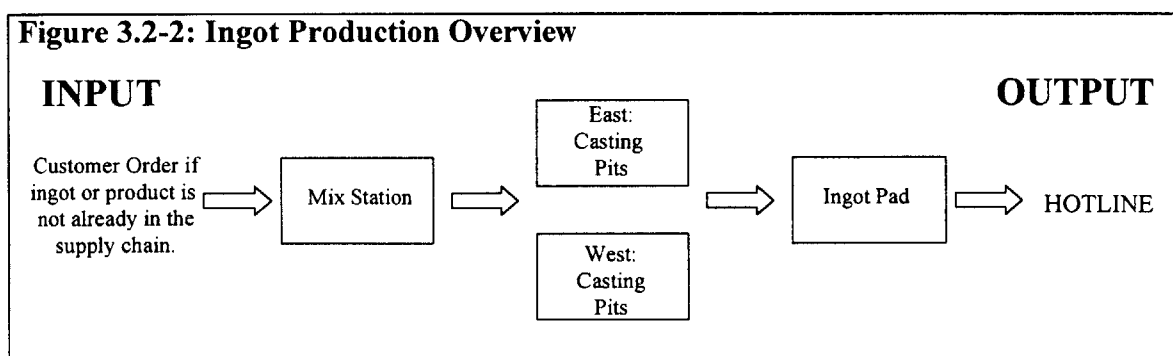 Figure 3.2-2: Ingot Production Overview
INPUT
OUTPUT
Customer Order if
ingot or product is
not already in the
supply chain.
Mix Station
East:
Casting
Pits
West:
Casting
Pits
Ingot Pad
HOTLINE